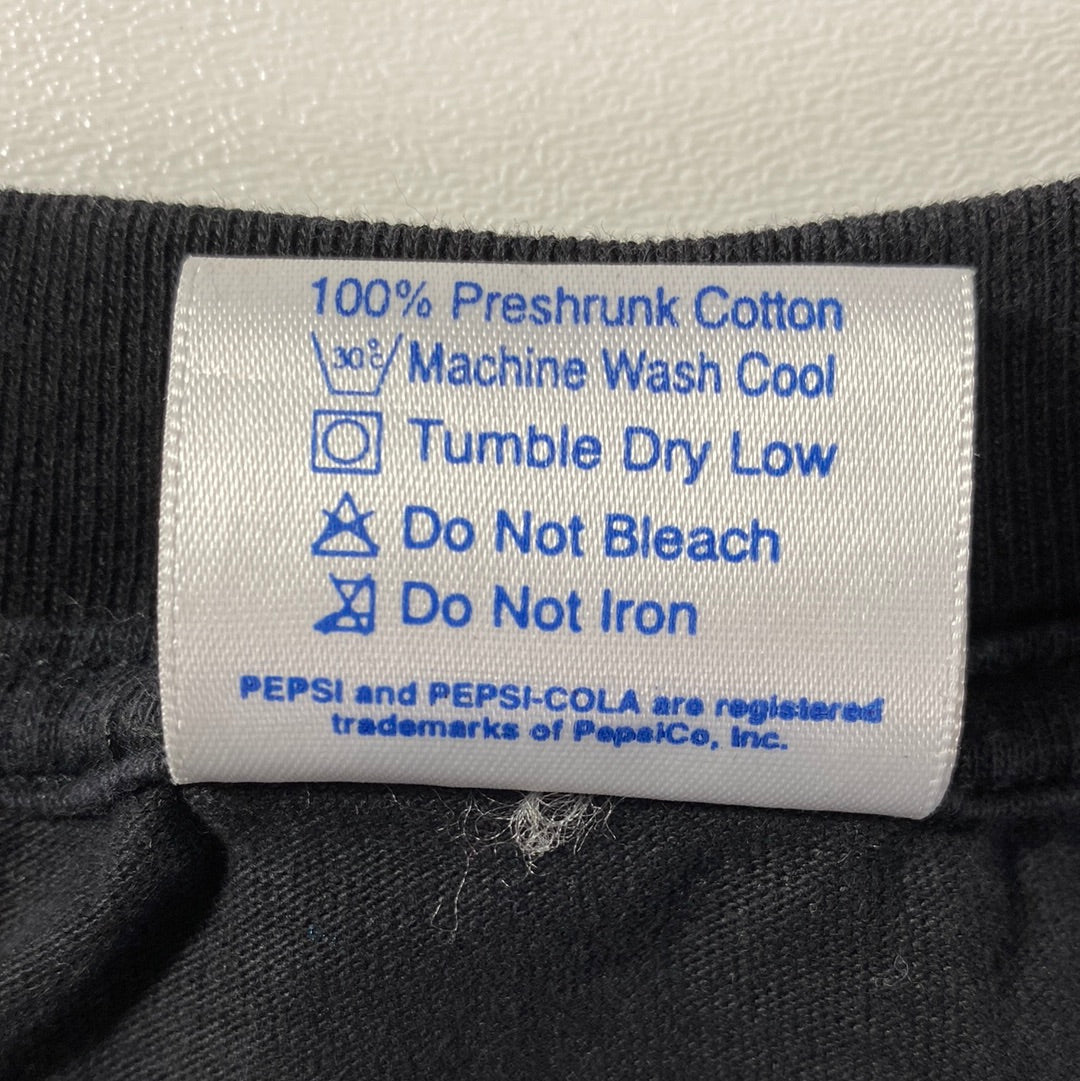 100% Preshrunk Cotton
30°c Machine Wash Cool
Tumble Dry Low
Do Not Bleach
Do Not Iron
PEPSI and PEPSI-COLA are registered
trademarks of PepsiCo, Inc.